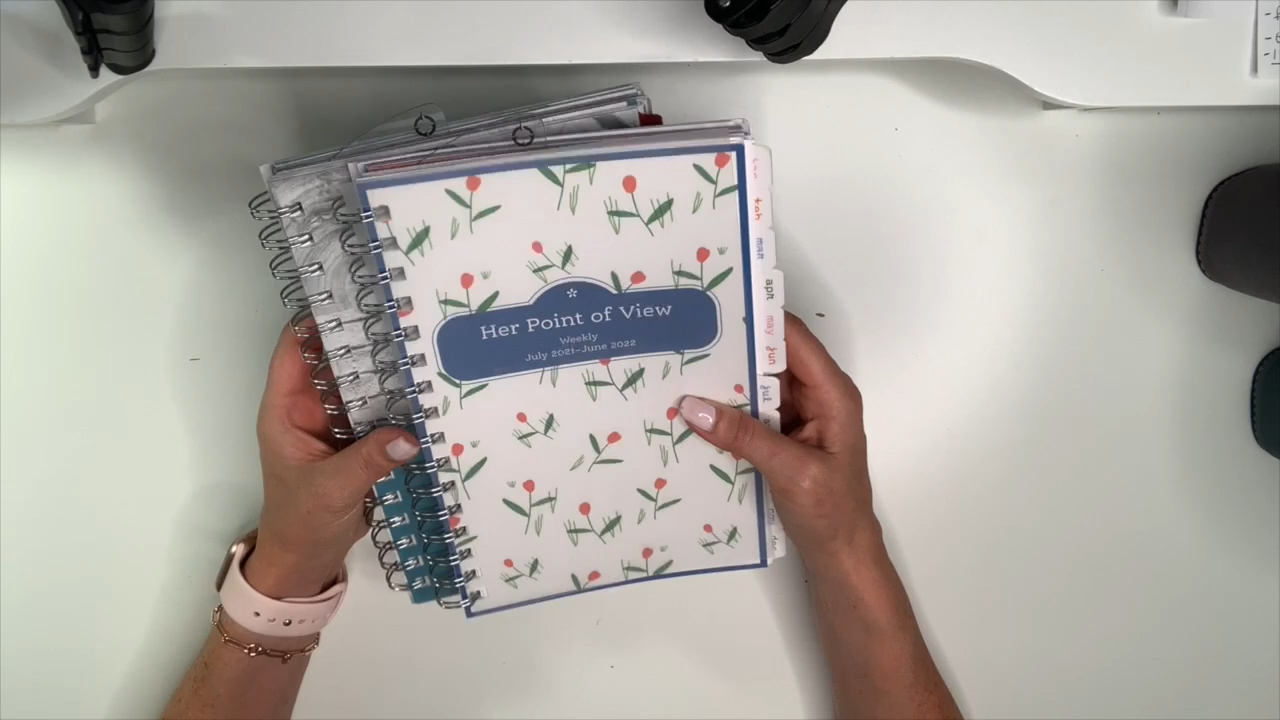 Her Point of View
Weekly
July 2021–June 2022
feb
mar
apr
may
jun
jul